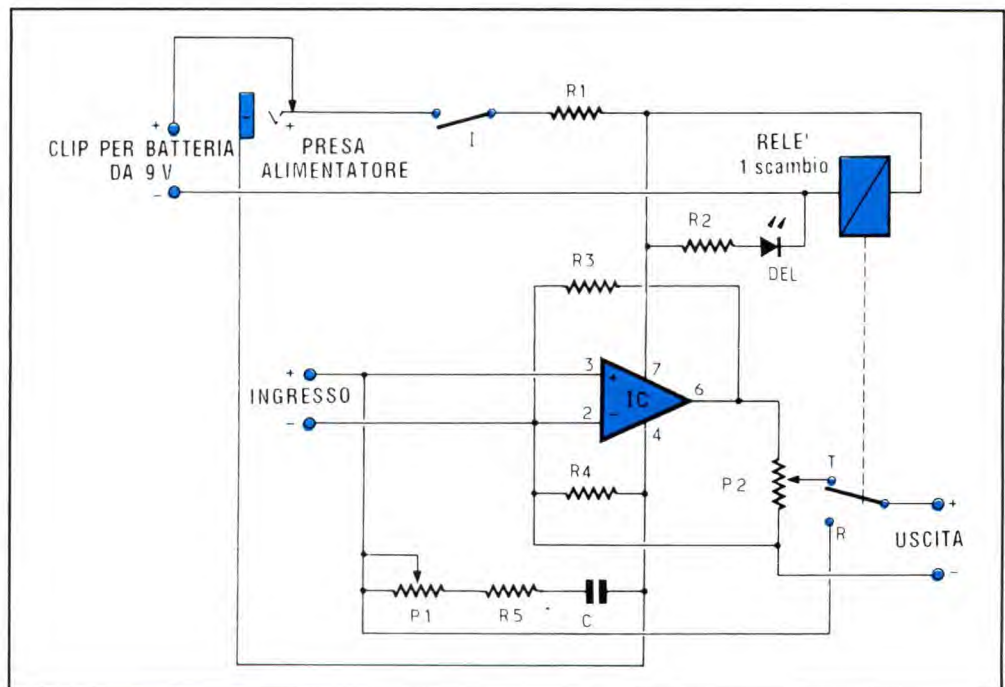 R1
+
+
CLIP PER BATTERIA
DA 9 V
-
-
PRESA
ALIMENTATORE
I
RELE'
1 scambio
R2
DEL
R3
+
INGRESSO
-
3
2
+
-
IC
7
6
4
R4
P2
T
R
+
USCITA
-
P1
R5
C